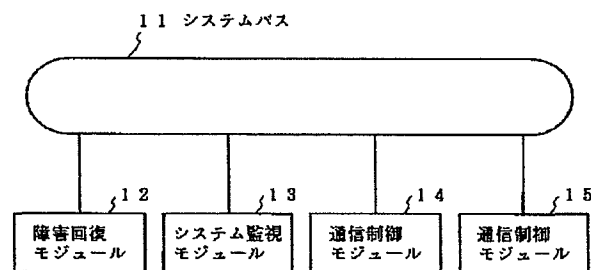 11 システムバス
12
13
14
15
障害回復
モジュール
システム監視
モジュール
通信制御
モジュール
通信制御
モジュール